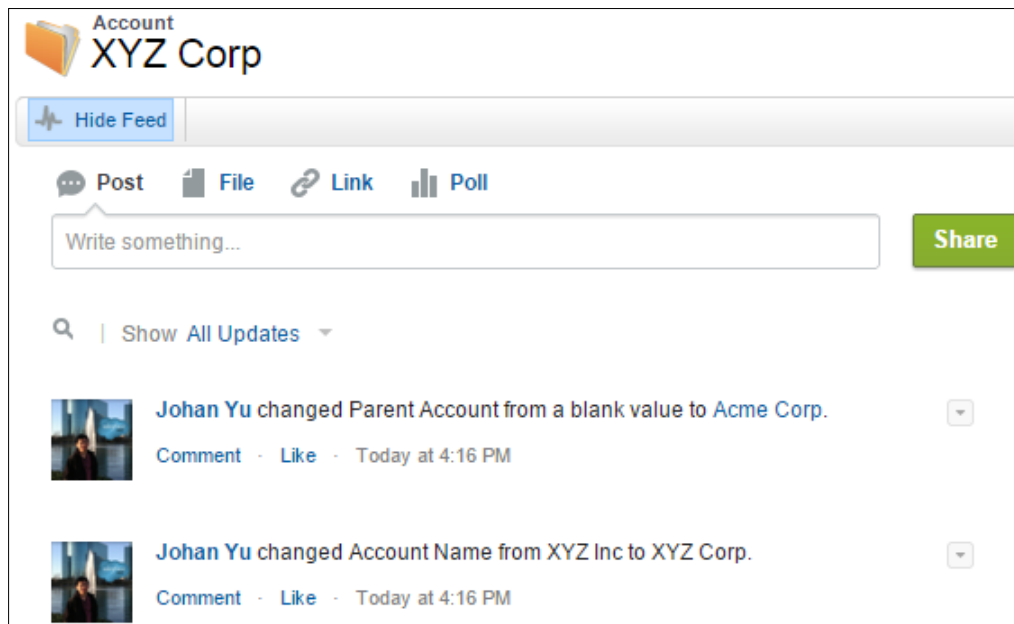 Account
XYZ Corp
Hide Feed
Post File Link Poll
Write something...
Share
Show All Updates
Johan Yu changed Parent Account from a blank value to Acme Corp.
Comment · Like · Today at 4:16 PM
Johan Yu changed Account Name from XYZ Inc to XYZ Corp.
Comment · Like · Today at 4:16 PM